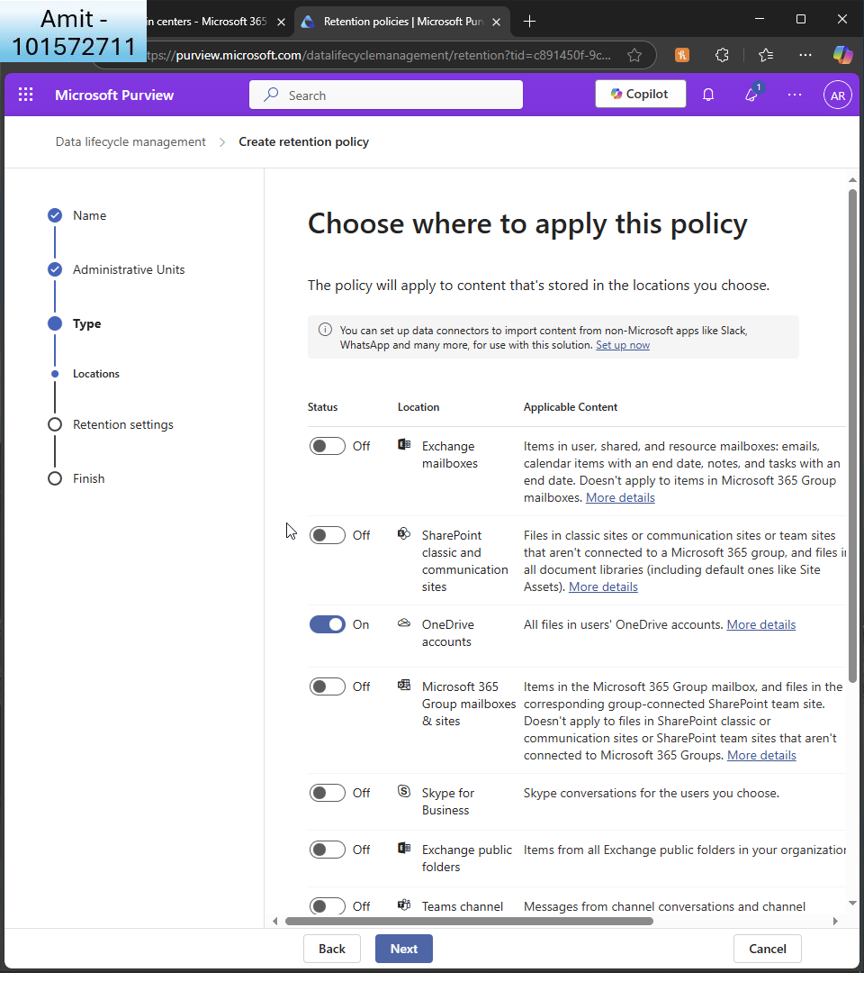 Amit -
101572711
in centers - Microsoft 365
Retention policies | Microsoft Pur
tps://purview.microsoft.com/datalifecyclemanagement/retention?tid=c891450f-9c...
Microsoft Purview
Search
Copilot
1
AR
Data lifecycle management > Create retention policy
Name
Administrative Units
Type
Locations
Retention settings
Finish
Choose where to apply this policy
The policy will apply to content that's stored in the locations you choose.
You can set up data connectors to import content from non-Microsoft apps like Slack,
WhatsApp and many more, for use with this solution. Set up now
Status Location Applicable Content
Off Exchange Items in user, shared, and resource mailboxes: emails,
mailboxes calendar items with an end date, notes, and tasks with an
end date. Doesn't apply to items in Microsoft 365 Group
mailboxes. More details
Off SharePoint Files in classic sites or communication sites or team sites
classic and that aren't connected to a Microsoft 365 group, and files in
communication all document libraries (including default ones like Site
sites Assets). More details
On OneDrive All files in users' OneDrive accounts. More details
accounts
Off Microsoft 365 Items in the Microsoft 365 Group mailbox, and files in the
Group mailboxes corresponding group-connected SharePoint team site.
& sites Doesn't apply to files in SharePoint classic or
communication sites or SharePoint team sites that aren't
connected to Microsoft 365 Groups. More details
Off Skype for Skype conversations for the users you choose.
Business
Off Exchange public Items from all Exchange public folders in your organization
folders
Off Teams channel Messages from channel conversations and channel
Back Next Cancel